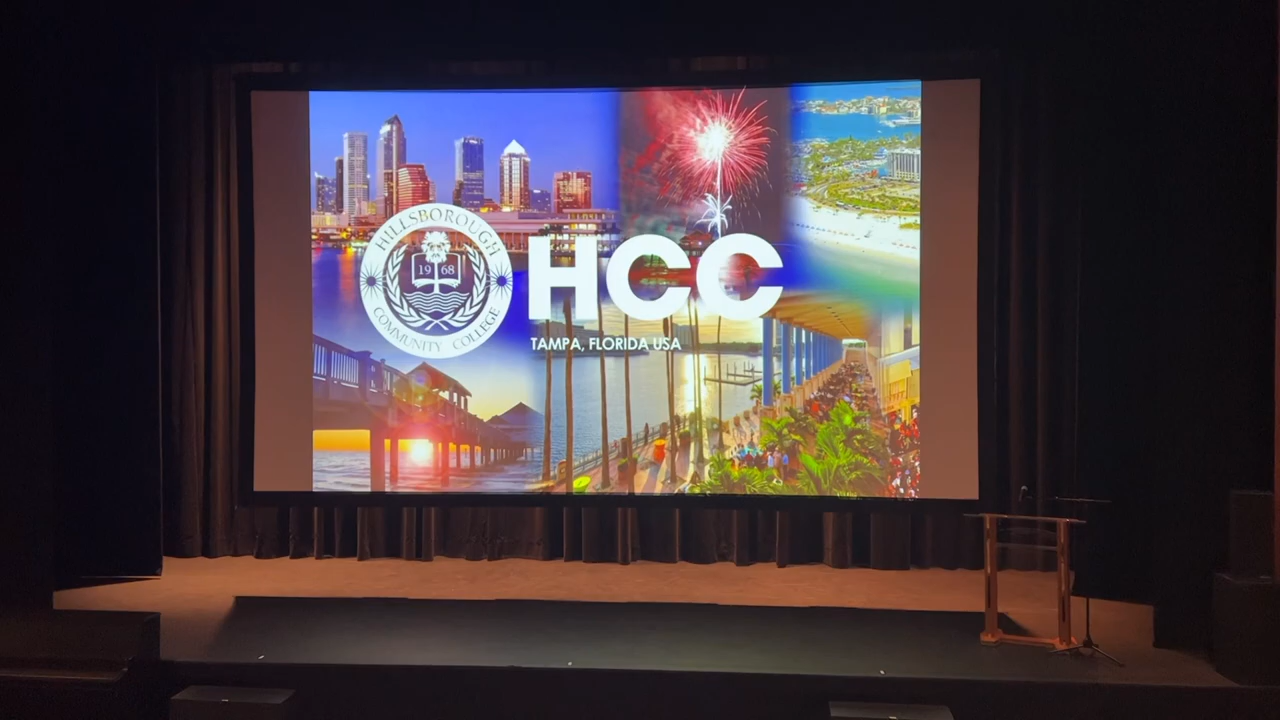 HILLSBOROUGH
19 68
COMMUNITY COLLEGE
HCC
TAMPA, FLORIDA USA